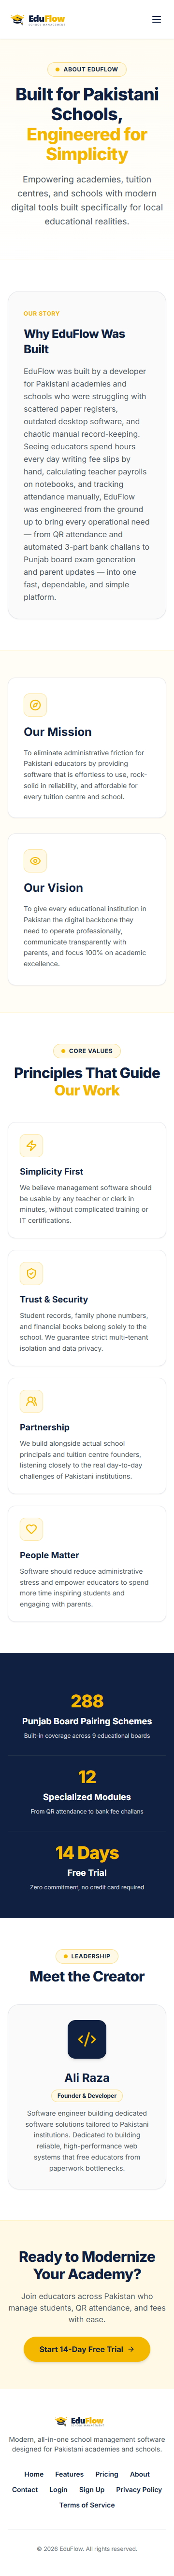 EduFlow
SCHOOL MANAGEMENT
ABOUT EDUFLOW
Built for Pakistani
Schools,
Engineered for
Simplicity
Empowering academies, tuition
centres, and schools with modern
digital tools built specifically for local
educational realities.
OUR STORY
Why EduFlow Was
Built
EduFlow was built by a developer
for Pakistani academies and
schools who were struggling with
scattered paper registers,
outdated desktop software, and
chaotic manual record-keeping.
Seeing educators spend hours
every day writing fee slips by
hand, calculating teacher payrolls
on notebooks, and tracking
attendance manually, EduFlow
was engineered from the ground
up to bring every operational need
— from QR attendance and
automated 3-part bank challans to
Punjab board exam generation
and parent updates — into one
fast, dependable, and simple
platform.
Our Mission
To eliminate administrative friction for
Pakistani educators by providing
software that is effortless to use, rock-
solid in reliability, and affordable for
every tuition centre and school.
Our Vision
To give every educational institution in
Pakistan the digital backbone they
need to operate professionally,
communicate transparently with
parents, and focus 100% on academic
excellence.
CORE VALUES
Principles That Guide
Our Work
Simplicity First
We believe management software should
be usable by any teacher or clerk in
minutes, without complicated training or
IT certifications.
Trust & Security
Student records, family phone numbers,
and financial books belong solely to the
school. We guarantee strict multi-tenant
isolation and data privacy.
Partnership
We build alongside actual school
principals and tuition centre founders,
listening closely to the real day-to-day
challenges of Pakistani institutions.
People Matter
Software should reduce administrative
stress and empower educators to spend
more time inspiring students and
engaging with parents.
288
Punjab Board Pairing Schemes
Built-in coverage across 9 educational boards
12
Specialized Modules
From QR attendance to bank fee challans
14 Days
Free Trial
Zero commitment, no credit card required
LEADERSHIP
Meet the Creator
Ali Raza
Founder & Developer
Software engineer building dedicated
software solutions tailored to Pakistani
institutions. Dedicated to building
reliable, high-performance web
systems that free educators from
paperwork bottlenecks.
Ready to Modernize
Your Academy?
Join educators across Pakistan who
manage students, QR attendance, and fees
with ease.
Start 14-Day Free Trial →
EduFlow
SCHOOL MANAGEMENT
Modern, all-in-one school management software
designed for Pakistani academies and schools.
Home Features Pricing About
Contact Login Sign Up Privacy Policy
Terms of Service
© 2026 EduFlow. All rights reserved.